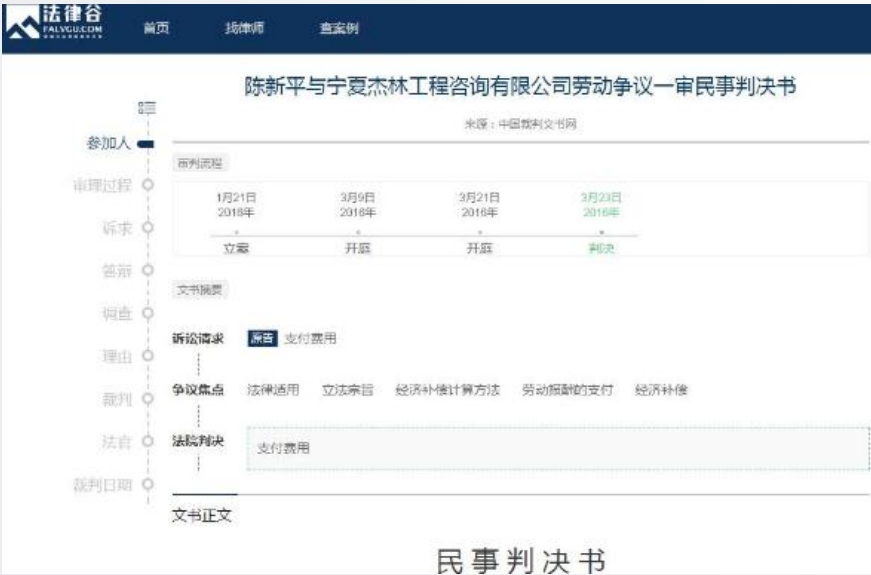 法律谷
FALVGU.COM
首页 找律师 查案例
陈新平与宁夏杰林工程咨询有限公司劳动争议一审民事判决书
来源：中国裁判文书网
参加人
审理过程
诉求
答辩
调查
理由
裁判
法官
裁判日期
审判流程
1月21日 3月9日 3月21日 3月23日
2016年 2016年 2016年 2016年
立案 开庭 开庭 判决
文书摘要
诉讼请求 原告 支付费用
争议焦点 法律适用 立法宗旨 经济补偿计算方法 劳动报酬的支付 经济补偿
法院判决 支付费用
文书正文
民事判决书